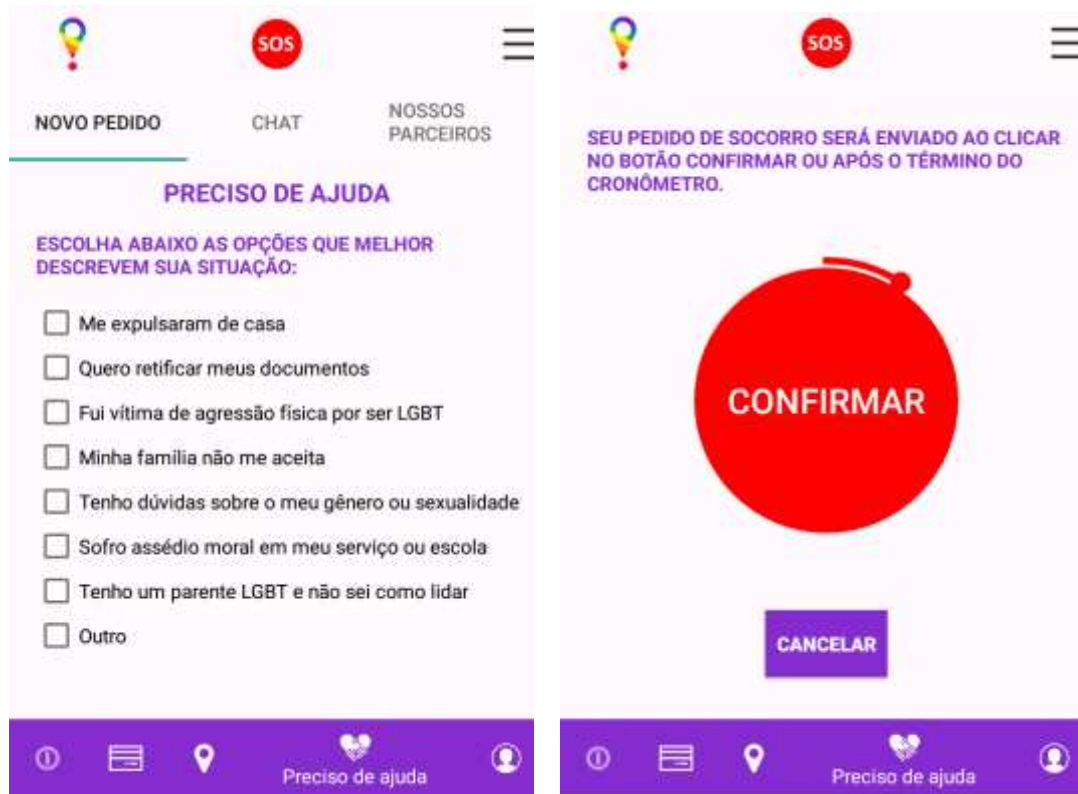 SOS
NOVO PEDIDO
CHAT
NOSSOS
PARCEIROS
PRECISO DE AJUDA
ESCOLHA ABAIXO AS OPÇÕES QUE MELHOR
DESCREVEM SUA SITUAÇÃO:
Me expulsaram de casa
Quero retificar meus documentos
Fui vítima de agressão física por ser LGBT
Minha família não me aceita
Tenho dúvidas sobre o meu gênero ou sexualidade
Sofro assédio moral em meu serviço ou escola
Tenho um parente LGBT e não sei como lidar
Outro
Preciso de ajuda
SOS
SEU PEDIDO DE SOCORRO SERÁ ENVIADO AO CLICAR
NO BOTÃO CONFIRMAR OU APÓS O TÉRMINO DO
CRONÔMETRO.
CONFIRMAR
CANCELAR
Preciso de ajuda